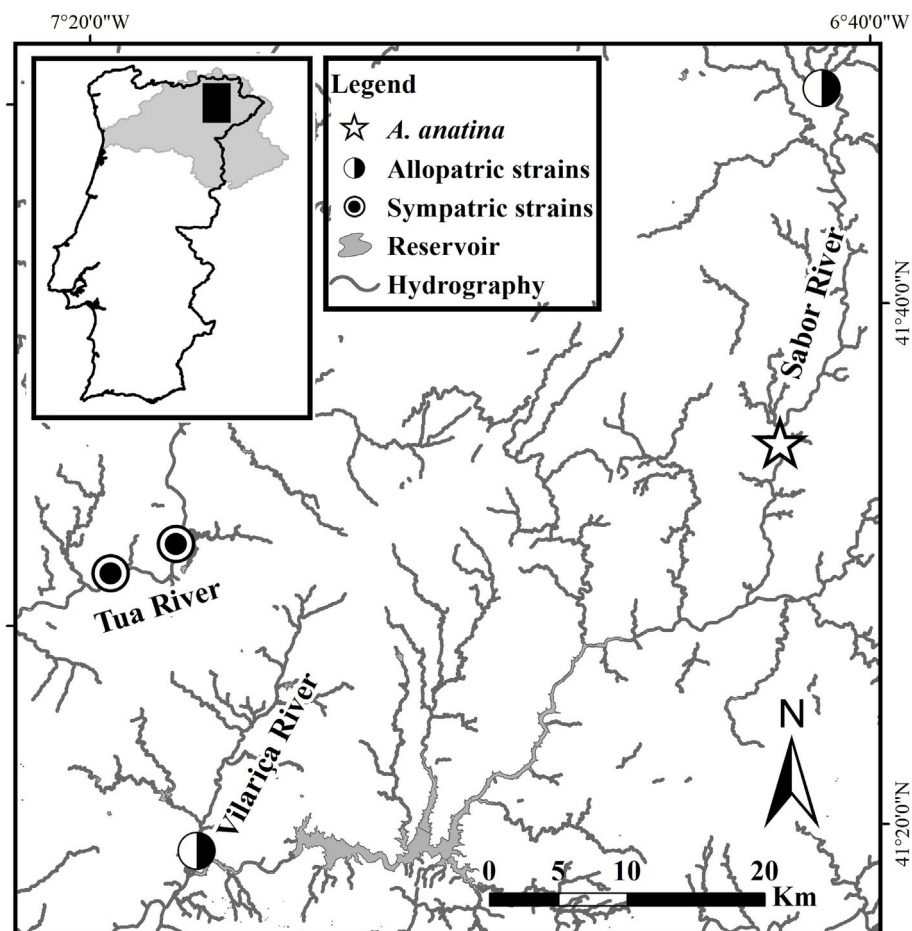 7°20'0"W
6°40'0"W
Legend
A. anatina
Allopatric strains
Sympatric strains
Reservoir
Hydrography
Sabor River
41°40'0"N
Tua River
Vilariça River
N
41°20'0"N
0 5 10 20
Km